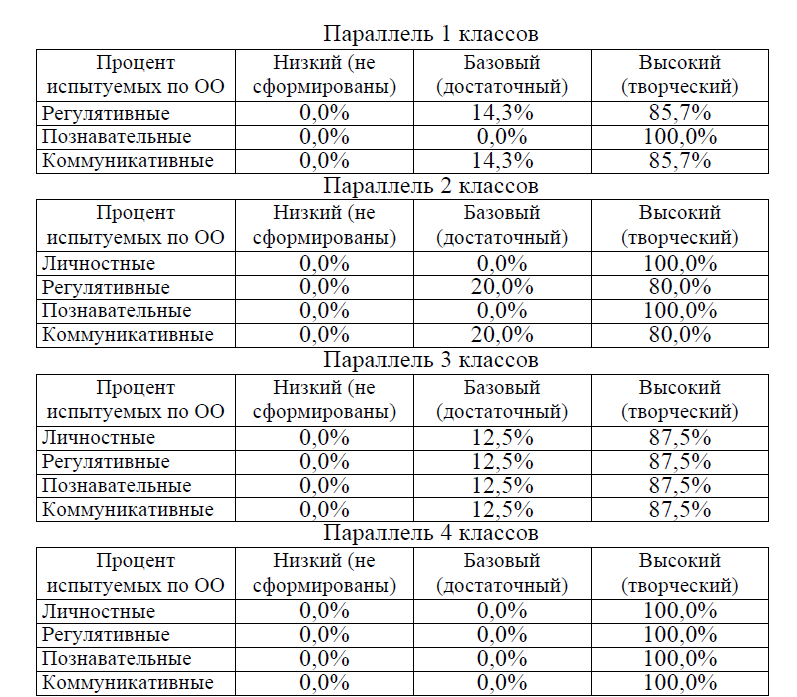 Параллель 1 классов
Процент испытуемых по ОО Низкий (не сформированы) Базовый (достаточный) Высокий (творческий)
Регулятивные 0,0% 14,3% 85,7%
Познавательные 0,0% 0,0% 100,0%
Коммуникативные 0,0% 14,3% 85,7%
Параллель 2 классов
Процент испытуемых по ОО Низкий (не сформированы) Базовый (достаточный) Высокий (творческий)
Личностные 0,0% 0,0% 100,0%
Регулятивные 0,0% 20,0% 80,0%
Познавательные 0,0% 0,0% 100,0%
Коммуникативные 0,0% 20,0% 80,0%
Параллель 3 классов
Процент испытуемых по ОО Низкий (не сформированы) Базовый (достаточный) Высокий (творческий)
Личностные 0,0% 12,5% 87,5%
Регулятивные 0,0% 12,5% 87,5%
Познавательные 0,0% 12,5% 87,5%
Коммуникативные 0,0% 12,5% 87,5%
Параллель 4 классов
Процент испытуемых по ОО Низкий (не сформированы) Базовый (достаточный) Высокий (творческий)
Личностные 0,0% 0,0% 100,0%
Регулятивные 0,0% 0,0% 100,0%
Познавательные 0,0% 0,0% 100,0%
Коммуникативные 0,0% 0,0% 100,0%